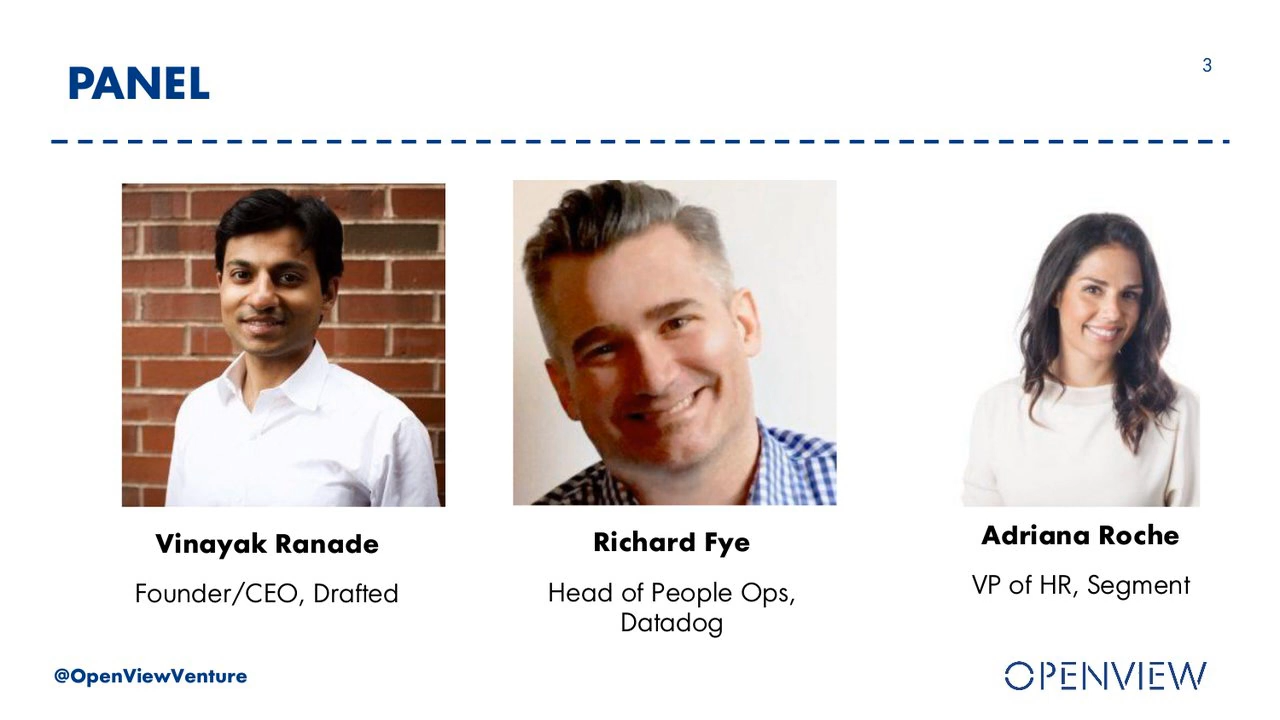 PANEL
3
Vinayak Ranade
Founder/CEO, Drafted
Richard Fye
Head of People Ops,
Datadog
Adriana Roche
VP of HR, Segment
@OpenViewVenture
OPENVIEW